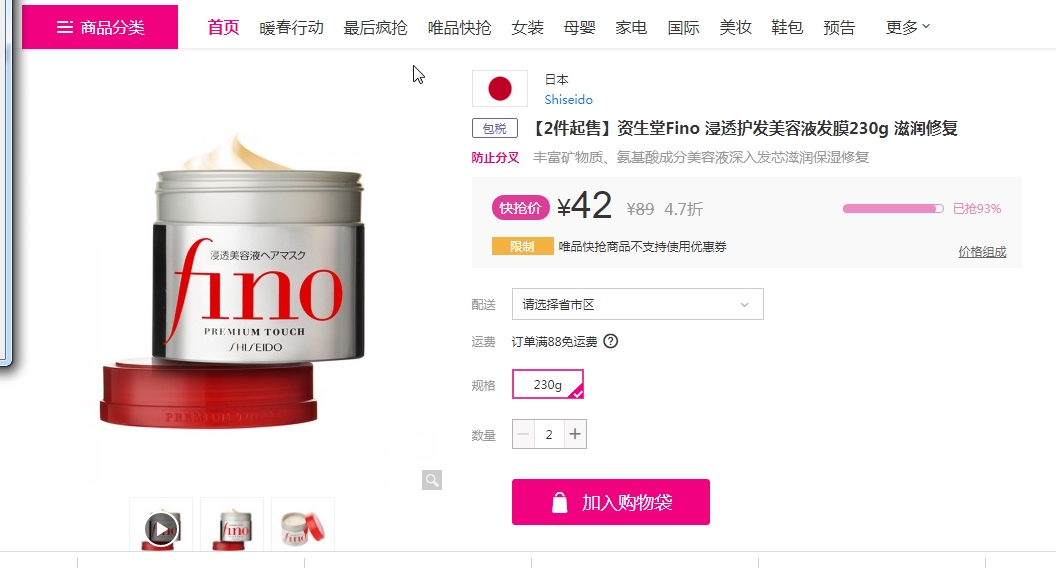 商品分类 首页 暖春行动 最后疯抢 唯品快抢 女装 母婴 家电 国际 美妆 鞋包 预告 更多
日本
Shiseido
包税 【2件起售】资生堂Fino 浸透护发美容液发膜230g 滋润修复
防止分叉 丰富矿物质、氨基酸成分美容液深入发芯滋润保湿修复
快抢价 ¥42 ¥89 4.7折 已抢93%
限制 唯品快抢商品不支持使用优惠券
价格组成
配送 请选择省市区
运费 订单满88免运费 ?
规格 230g
数量 − 2 +
加入购物袋
浸透美容液ヘアマスク
fino
PREMIUM TOUCH
SHISEIDO
PREMIUM TOUCH
fino
fino